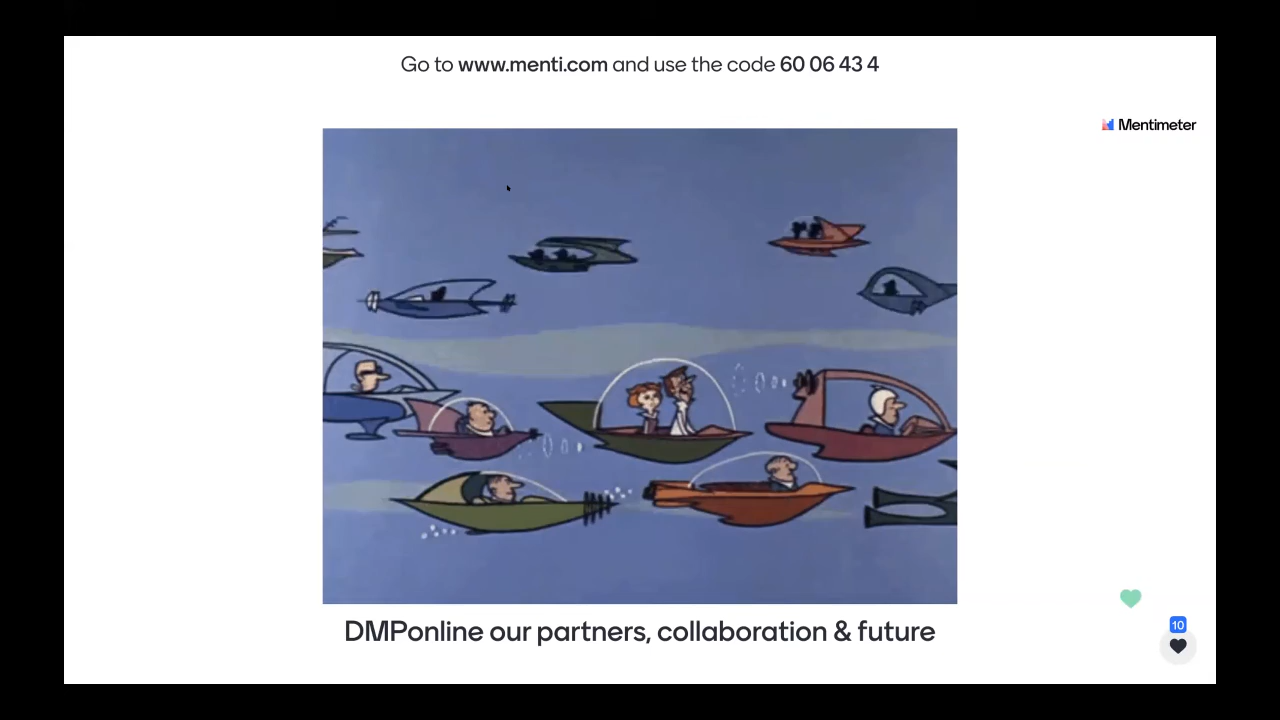 Go to www.menti.com and use the code 60 06 43 4
Mentimeter
DMPonline our partners, collaboration & future
10